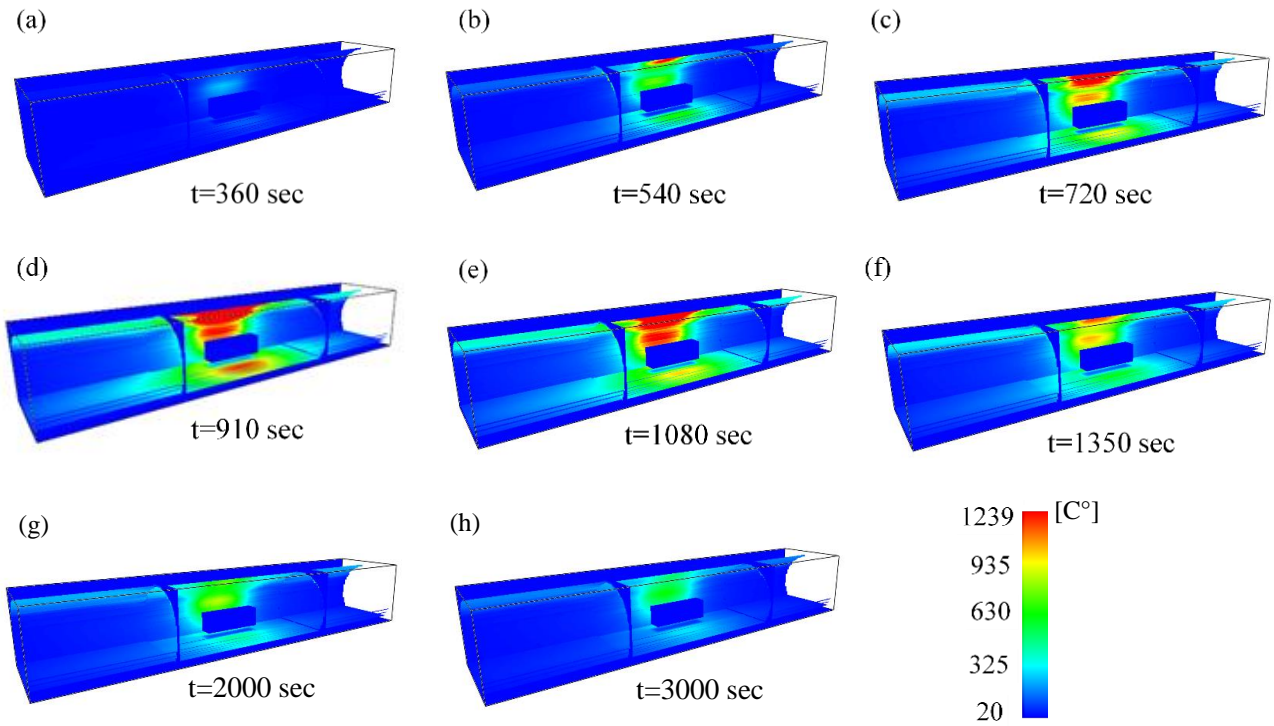 (a)
(b)
(c)
t=360 sec
t=540 sec
t=720 sec
(d)
(e)
(f)
t=910 sec
t=1080 sec
t=1350 sec
(g)
(h)
t=2000 sec
t=3000 sec
1239 [C°]
935
630
325
20